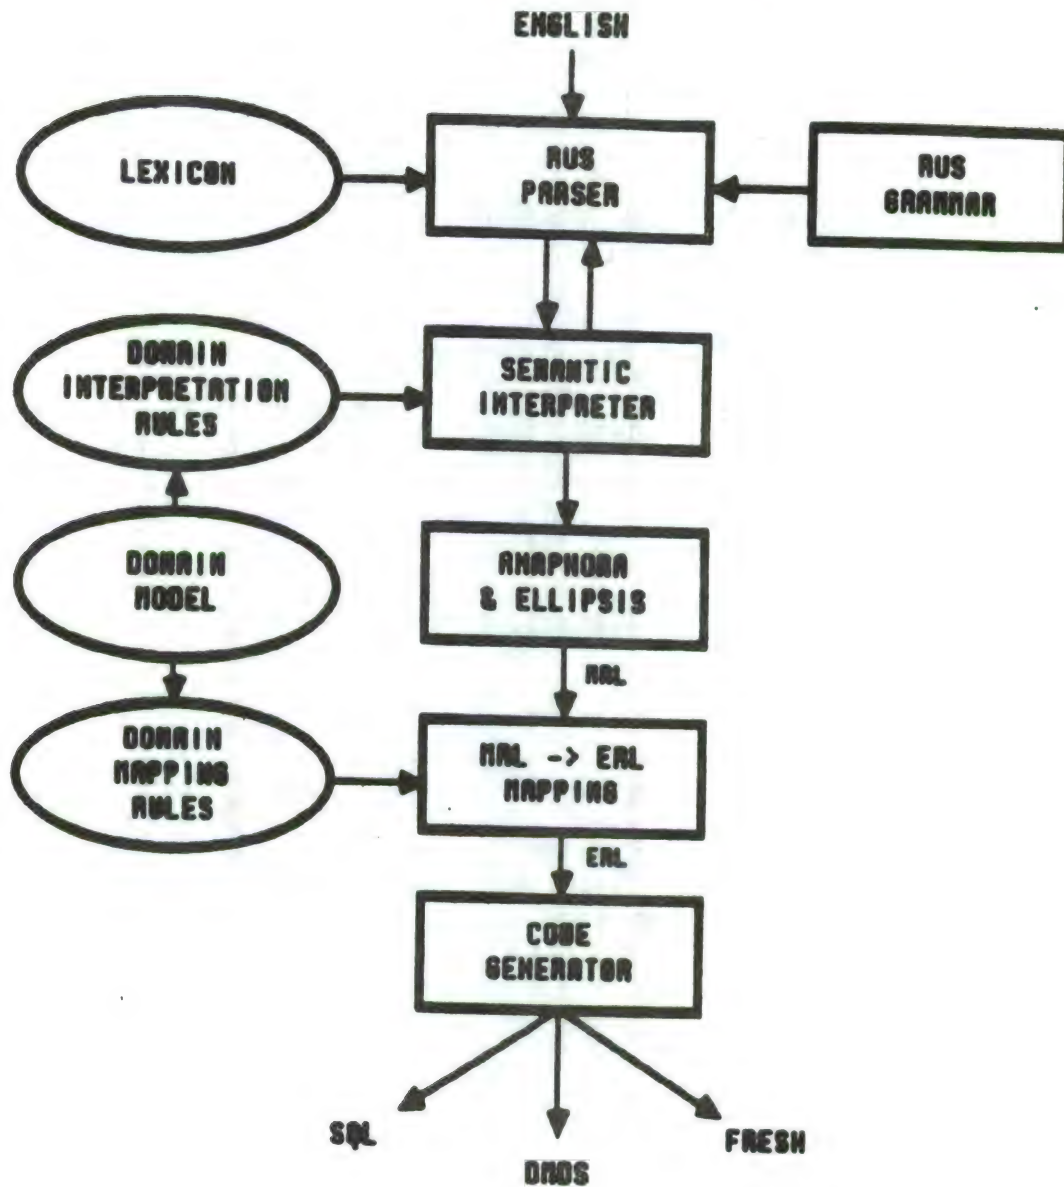 ENGLISH
LEXICON
RUS
PARSER
RUS
GRAMMAR
DOMAIN
INTERPRETATION
RULES
SEMANTIC
INTERPRETER
DOMAIN
MODEL
ANAPHORA
& ELLIPSIS
MRL
DOMAIN
MAPPING
RULES
MRL -> ERL
MAPPING
ERL
CODE
GENERATOR
SQL
FRESH